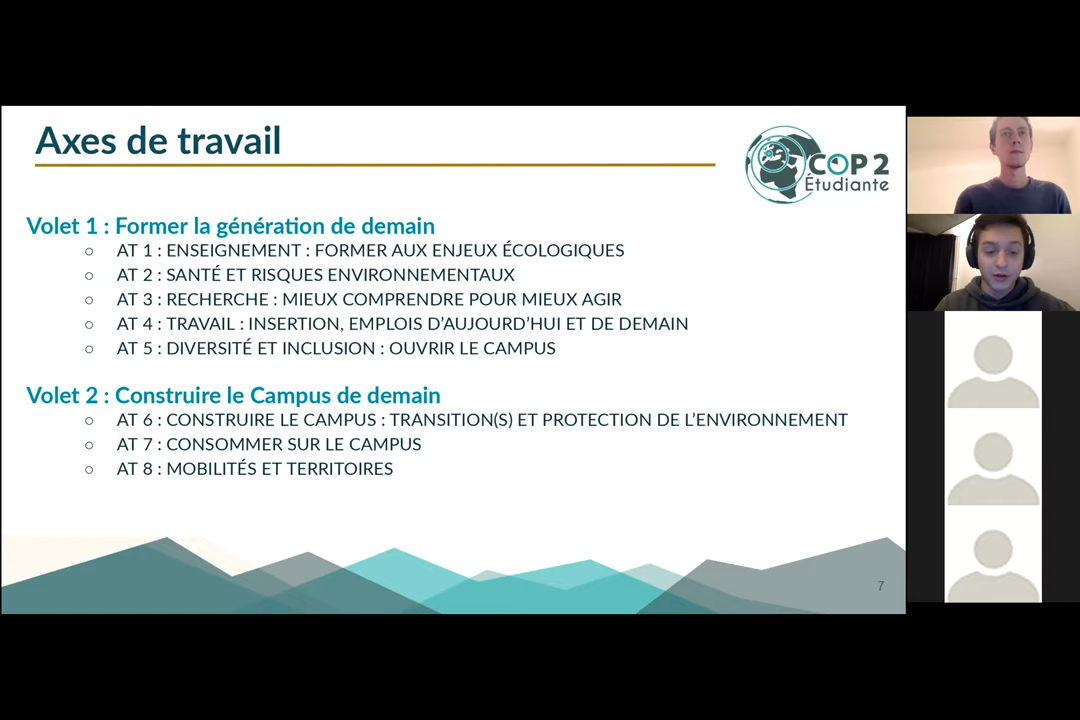 Axes de travail
COP 2
Étudiante
Volet 1 : Former la génération de demain
○ AT 1 : ENSEIGNEMENT : FORMER AUX ENJEUX ÉCOLOGIQUES
○ AT 2 : SANTÉ ET RISQUES ENVIRONNEMENTAUX
○ AT 3 : RECHERCHE : MIEUX COMPRENDRE POUR MIEUX AGIR
○ AT 4 : TRAVAIL : INSERTION, EMPLOIS D’AUJOURD’HUI ET DE DEMAIN
○ AT 5 : DIVERSITÉ ET INCLUSION : OUVRIR LE CAMPUS
Volet 2 : Construire le Campus de demain
○ AT 6 : CONSTRUIRE LE CAMPUS : TRANSITION(S) ET PROTECTION DE L’ENVIRONNEMENT
○ AT 7 : CONSOMMER SUR LE CAMPUS
○ AT 8 : MOBILITÉS ET TERRITOIRES
7